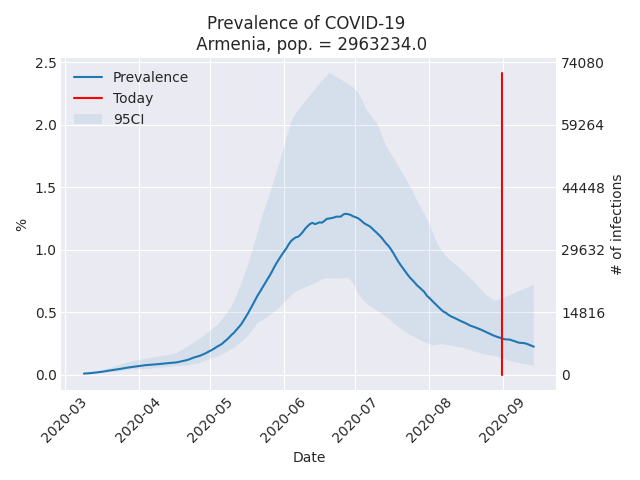 Prevalence of COVID-19
Armenia, pop. = 2963234.0
Prevalence
Today
95CI
%
2.5
2.0
1.5
1.0
0.5
0.0
74080
59264
44448
29632
14816
0
# of infections
2020-03
2020-04
2020-05
2020-06
2020-07
2020-08
2020-09
Date